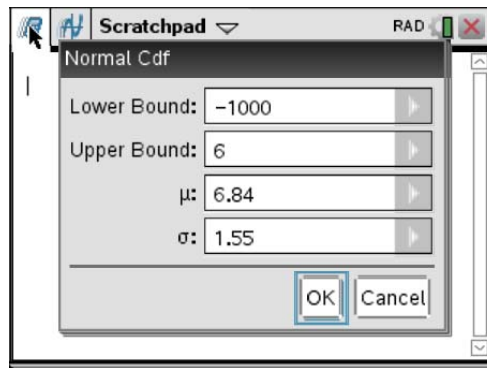 Scratchpad RAD
Normal Cdf
Lower Bound: -1000
Upper Bound: 6
μ: 6.84
σ: 1.55
OK Cancel